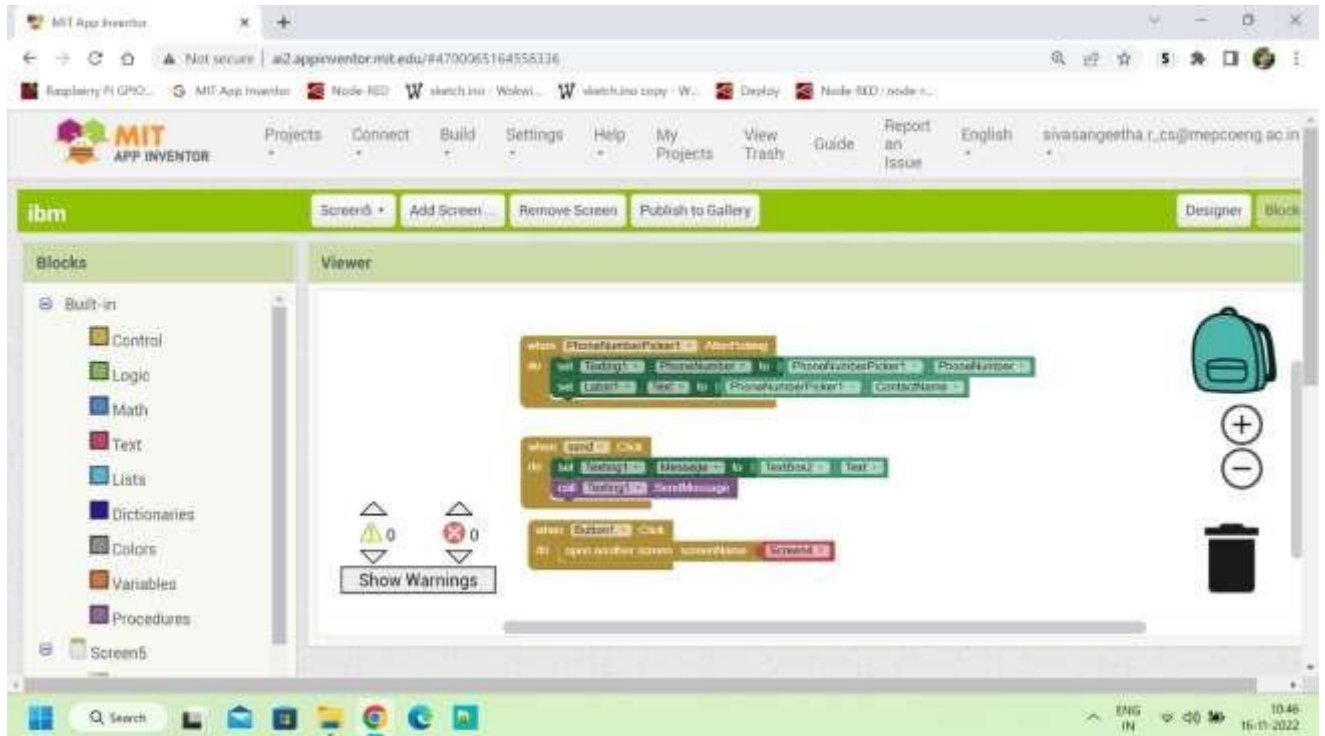 MIT App Inventor
Not secure | ai2.appinventor.mit.edu/#4700065164558336
Raspberry Pi GPIO... MIT App Inventor Node-RED sketch.ino - Wokwi... sketch.ino copy - W... Deploy Node-RED : node-r...
MIT
APP INVENTOR
Projects Connect Build Settings Help My Projects View Trash Guide Report an Issue English sivasangeetha.r_cs@mepcoeng.ac.in
ibm Screen5 Add Screen ... Remove Screen Publish to Gallery Designer Block
Blocks Viewer
Built-in
Control
Logic
Math
Text
Lists
Dictionaries
Colors
Variables
Procedures
Screen5
when PhoneNumberPicker1 AfterPicking
do set Texting1 PhoneNumber to PhoneNumberPicker1 PhoneNumber
set Label1 Text to PhoneNumberPicker1 ContactName
when send Click
do set Texting1 Message to TextBox2 Text
call Texting1 SendMessage
when Button1 Click
do open another screen screenName Screen4
0 0
Show Warnings
Search
ENG
IN
10:46
16-11-2022